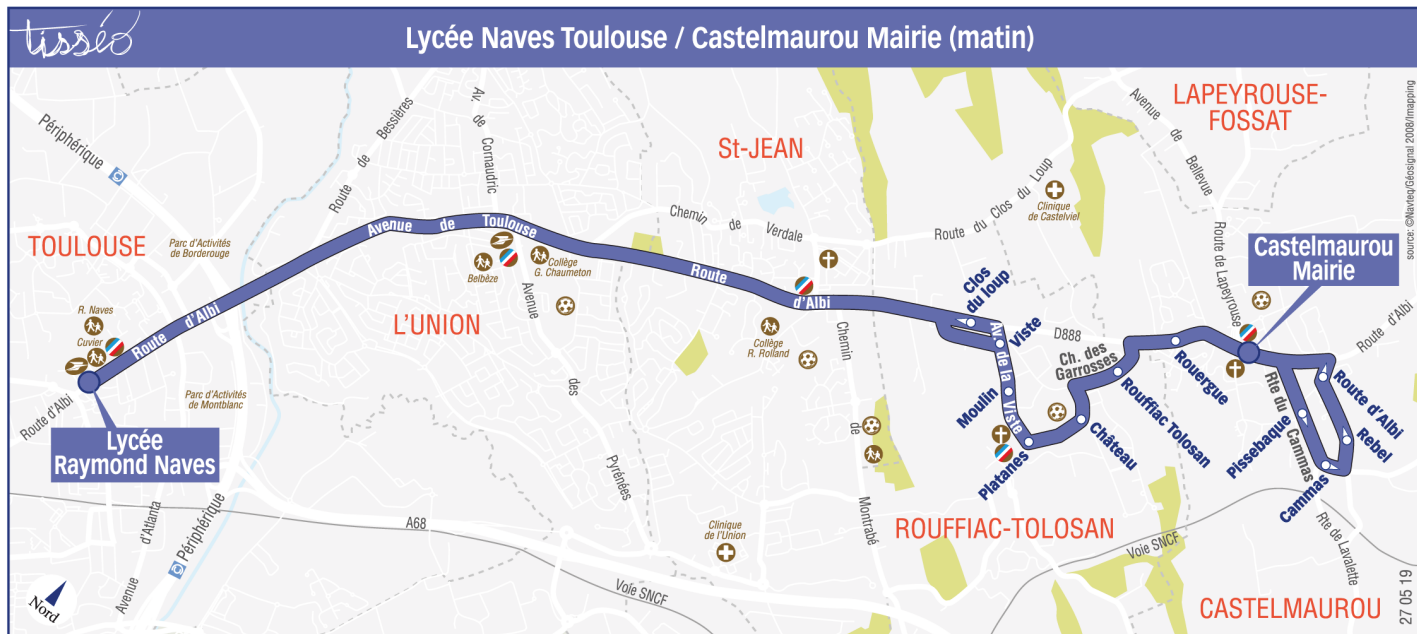 tisséo
Lycée Naves Toulouse / Castelmaurou Mairie (matin)
Périphérique
Route de Bessières
Av. de Cornaudric
St-JEAN
LAPEYROUSE-
FOSSAT
Avenue de Bellevue
source: ©Navteq/Géosignal 2008/Imapping
TOULOUSE
Parc d'Activités
de Borderouge
Avenue de Toulouse
Chemin de Verdale
Route du Clos du Loup
Clinique
de Castelviel
Route de Lapeyrouse
Castelmaurou
Mairie
Belbèze
Collège
G. Chaumeton
Route d'Albi
R. Naves
Cuvier
Route d'Albi
L'UNION
Avenue des Pyrénées
Collège
R. Rolland
Chemin de Montrabé
Clos
du loup
Viste
Av. de la Viste
D888
Ch. des
Garrosses
Moulin
Platanes
Château
Rouffiac Tolosan
Rouergue
Route d'Albi
Rte du Cammas
Pissebaque
Cammas
Rebel
Route d'Albi
Route d'Albi
Parc d'Activités
de Montblanc
Lycée
Raymond Naves
Avenue d'Atlanta
Périphérique
A68
Clinique
de l'Union
Voie SNCF
ROUFFIAC-TOLOSAN
Voie SNCF
Rte de Lavalette
CASTELMAUROU
Nord
27 05 19